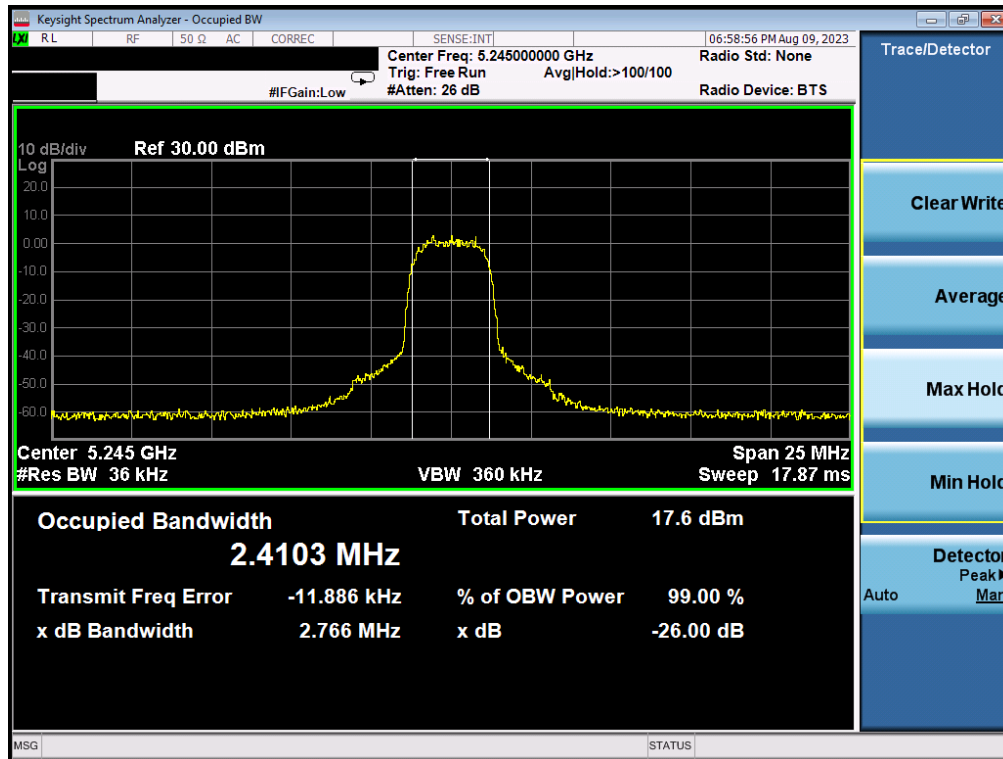 Keysight Spectrum Analyzer - Occupied BW
LXI RL RF 50 Ω AC CORREC SENSE:INT 06:58:56 PM Aug 09, 2023
Center Freq: 5.245000000 GHz Radio Std: None
Trig: Free Run Avg|Hold:>100/100
#IFGain:Low #Atten: 26 dB Radio Device: BTS
Trace/Detector
10 dB/div Ref 30.00 dBm
Log
20.0
10.0
0.00
-10.0
-20.0
-30.0
-40.0
-50.0
-60.0
Center 5.245 GHz Span 25 MHz
#Res BW 36 kHz VBW 360 kHz Sweep 17.87 ms
Occupied Bandwidth Total Power 17.6 dBm
2.4103 MHz
Transmit Freq Error -11.886 kHz % of OBW Power 99.00 %
x dB Bandwidth 2.766 MHz x dB -26.00 dB
Clear Write
Average
Max Hold
Min Hold
Detector
Peak
Auto Man
MSG STATUS